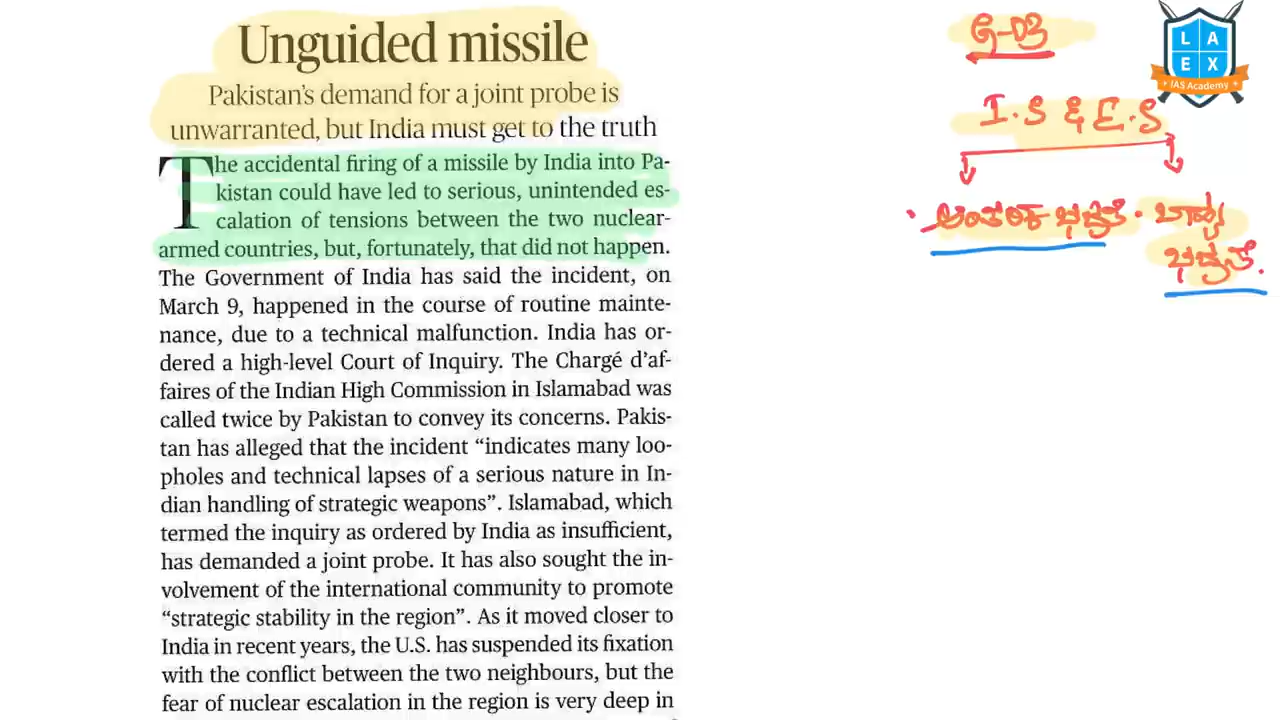 Unguided missile
Pakistan's demand for a joint probe is
unwarranted, but India must get to the truth
The accidental firing of a missile by India into Pa-
kistan could have led to serious, unintended es-
calation of tensions between the two nuclear-
armed countries, but, fortunately, that did not happen.
The Government of India has said the incident, on
March 9, happened in the course of routine mainte-
nance, due to a technical malfunction. India has or-
dered a high-level Court of Inquiry. The Chargé d'af-
faires of the Indian High Commission in Islamabad was
called twice by Pakistan to convey its concerns. Pakis-
tan has alleged that the incident “indicates many loo-
pholes and technical lapses of a serious nature in In-
dian handling of strategic weapons”. Islamabad, which
termed the inquiry as ordered by India as insufficient,
has demanded a joint probe. It has also sought the in-
volvement of the international community to promote
“strategic stability in the region”. As it moved closer to
India in recent years, the U.S. has suspended its fixation
with the conflict between the two neighbours, but the
fear of nuclear escalation in the region is very deep in
G-03
I.S & E.S
ಆಂತರಿಕ ಭದ್ರತೆ . ಬಾಹ್ಯ
ಭದ್ರತೆ.
LA
EX
IAS Academy